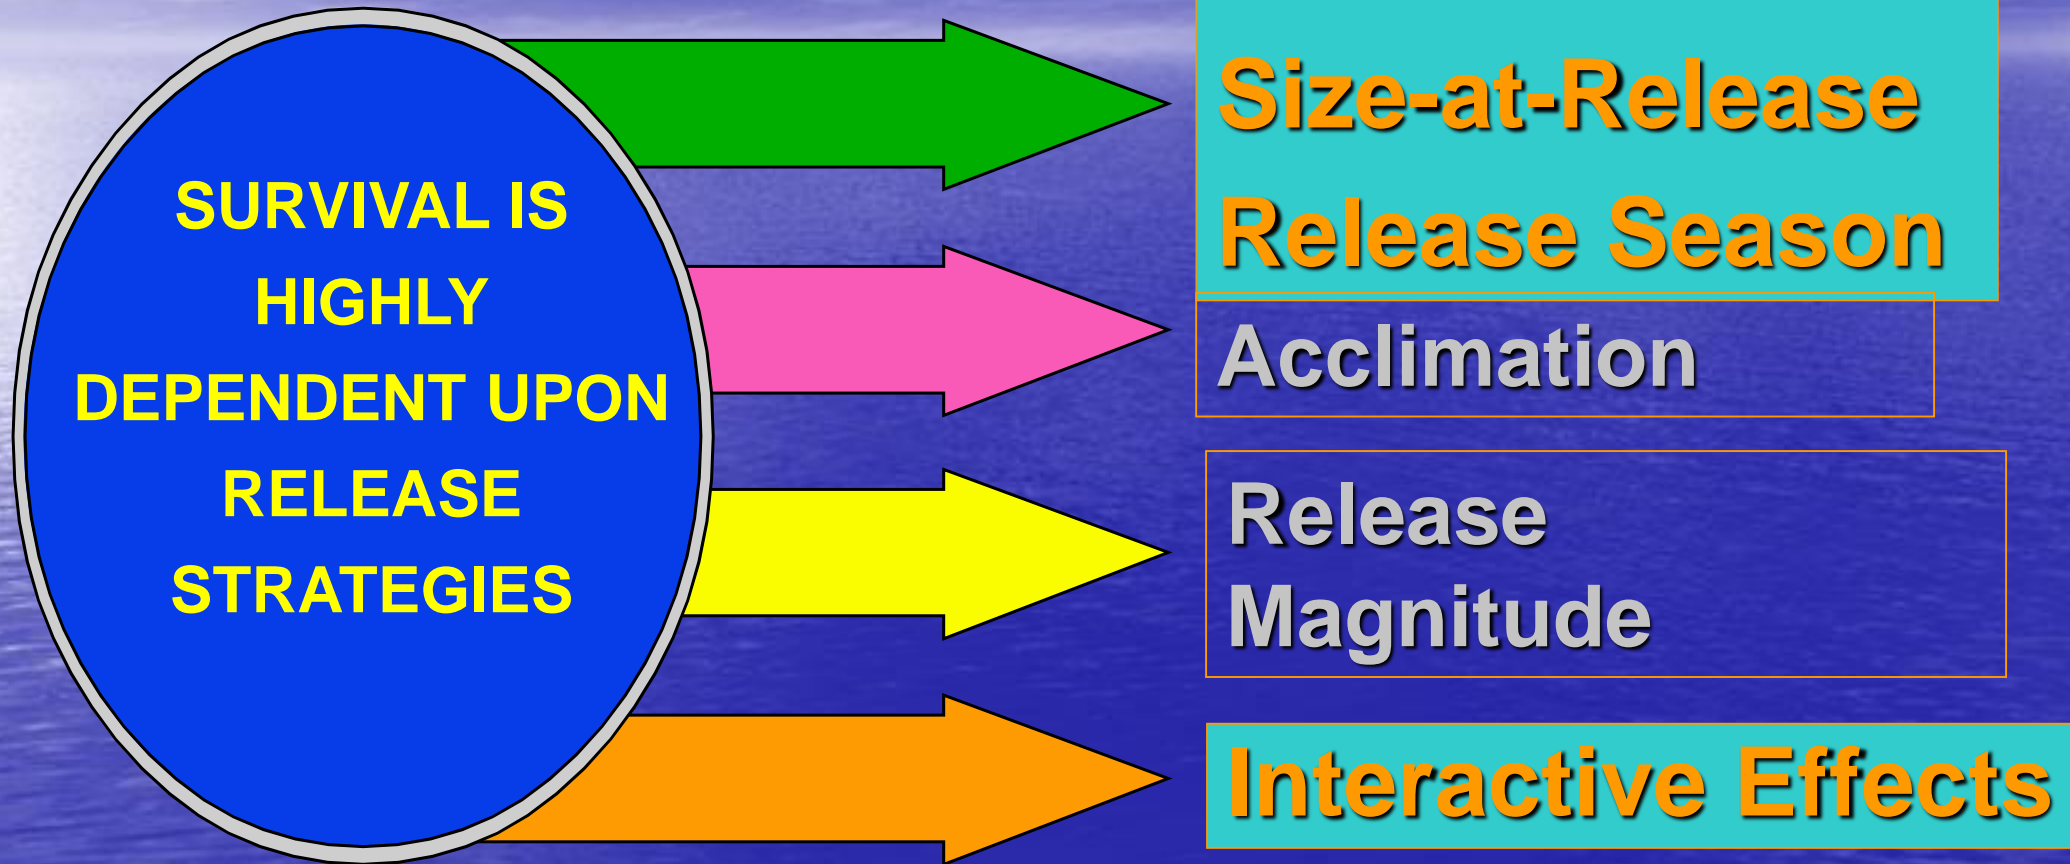 SURVIVAL IS
HIGHLY
DEPENDENT UPON
RELEASE
STRATEGIES
Size-at-Release
Release Season
Acclimation
Release
Magnitude
Interactive Effects